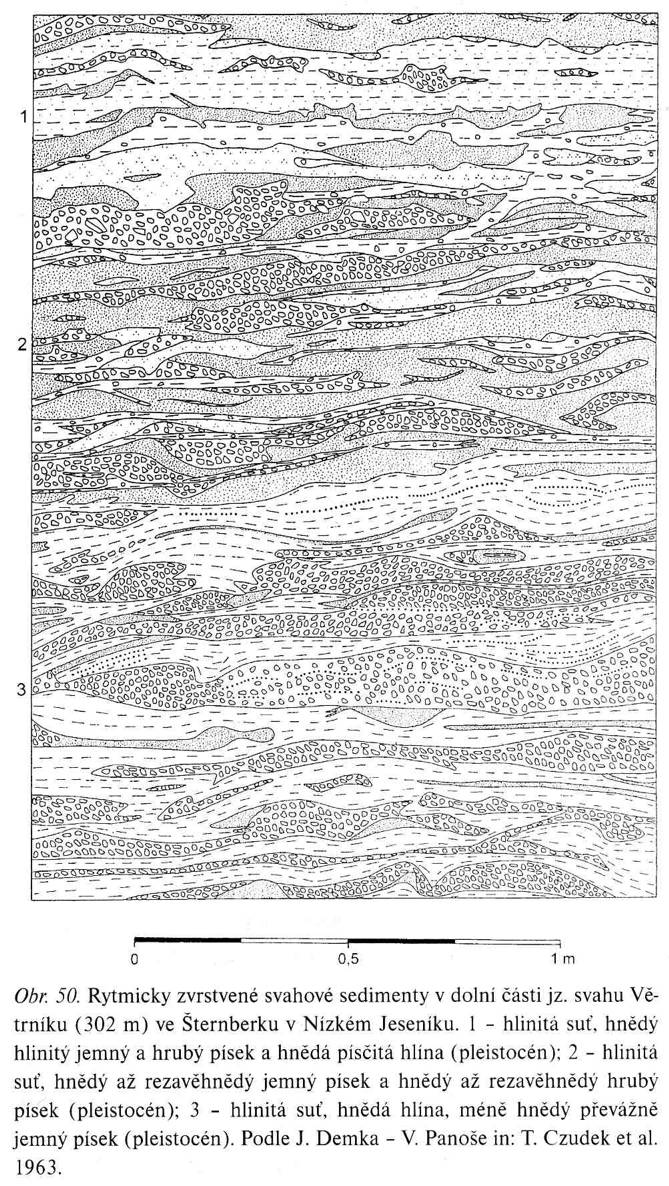 1
2
3
0 0,5 1 m
Obr. 50. Rytmicky zvrstvené svahové sedimenty v dolní části jz. svahu Vě-
trníku (302 m) ve Šternberku v Nízkém Jeseníku. 1 – hlinitá suť, hnědý
hlinitý jemný a hrubý písek a hnědá písčitá hlína (pleistocén); 2 – hlinitá
suť, hnědý až rezavěhnědý jemný písek a hnědý až rezavěhnědý hrubý
písek (pleistocén); 3 – hlinitá suť, hnědá hlína, méně hnědý převážně
jemný písek (pleistocén). Podle J. Demka – V. Panoše in: T. Czudek et al.
1963.